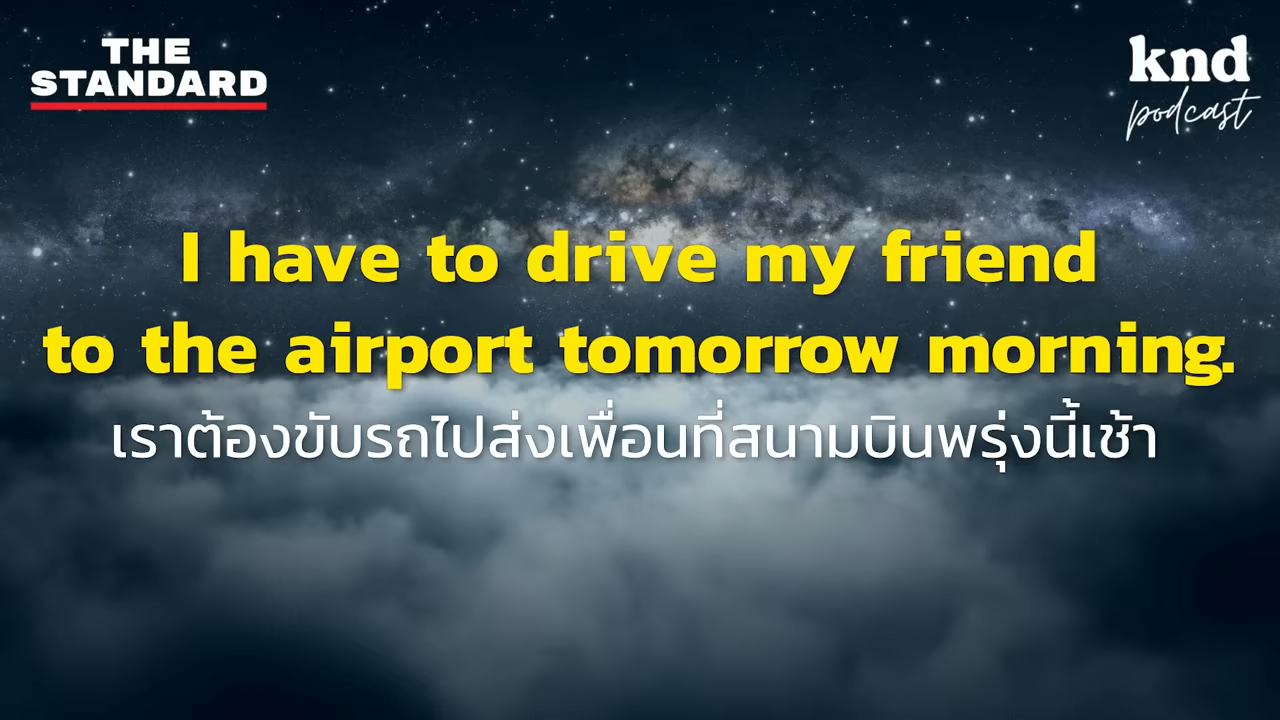 THE
STANDARD
knd
podcast
I have to drive my friend
to the airport tomorrow morning.
เราต้องขับรถไปส่งเพื่อนที่สนามบินพรุ่งนี้เช้า